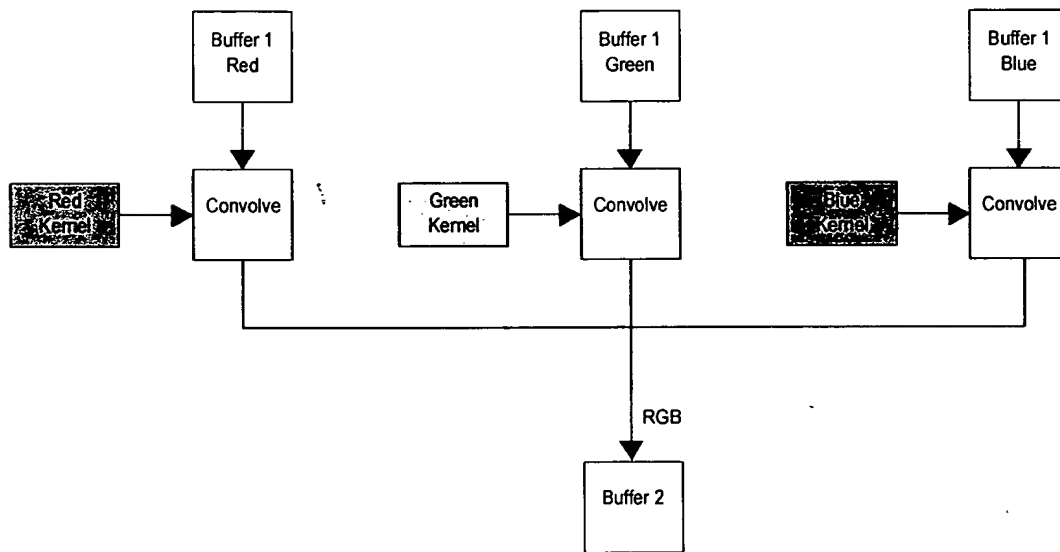 Buffer 1
Red
Buffer 1
Green
Buffer 1
Blue
Red
Kernel
Convolve
Green
Kernel
Convolve
Blue
Kernel
Convolve
RGB
Buffer 2